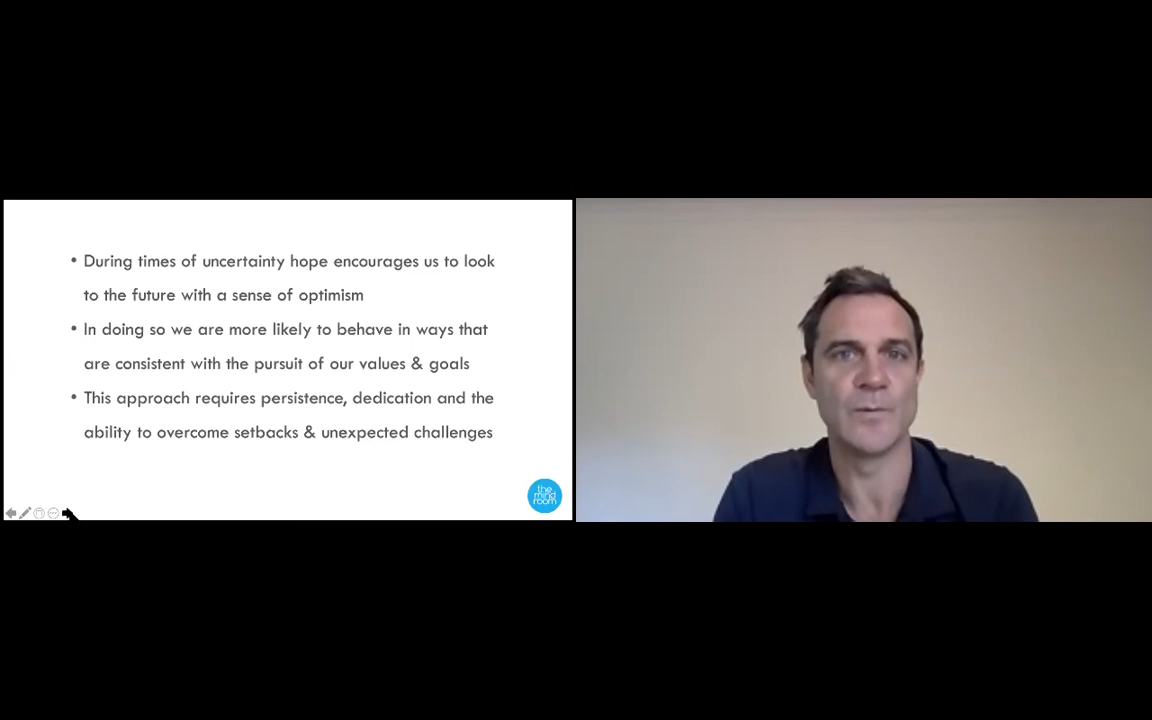 • During times of uncertainty hope encourages us to look
to the future with a sense of optimism
• In doing so we are more likely to behave in ways that
are consistent with the pursuit of our values & goals
• This approach requires persistence, dedication and the
ability to overcome setbacks & unexpected challenges
the
mind
room